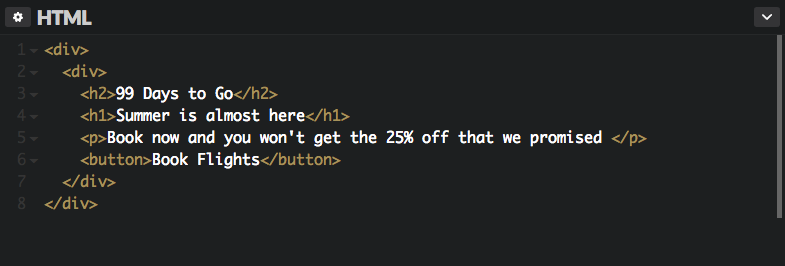 HTML
1 <div>
2 <div>
3 <h2>99 Days to Go</h2>
4 <h1>Summer is almost here</h1>
5 <p>Book now and you won't get the 25% off that we promised </p>
6 <button>Book Flights</button>
7 </div>
8 </div>